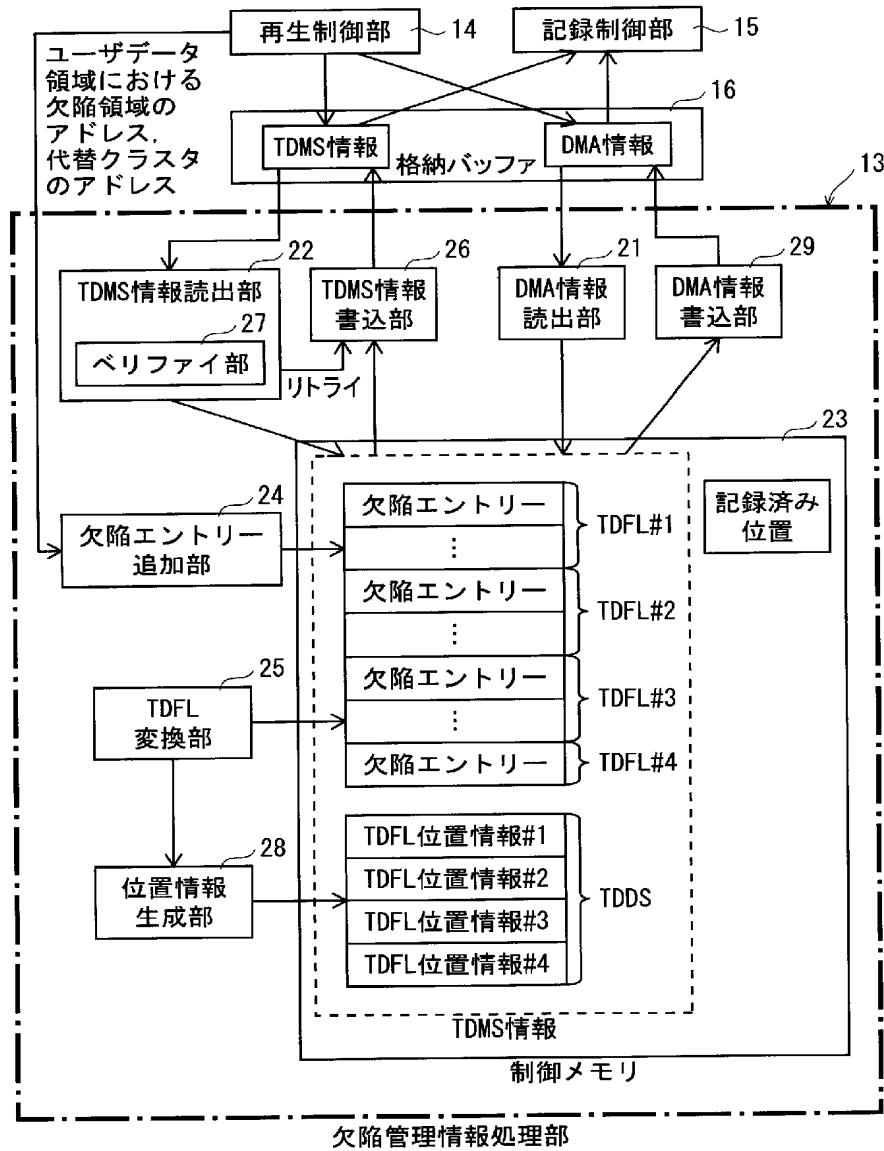 再生制御部
14
記録制御部
15
ユーザデータ
領域における
欠陥領域の
アドレス,
代替クラスタ
のアドレス
16
TDMS情報
格納バッファ
DMA情報
13
22
TDMS情報読出部
27
ベリファイ部
リトライ
26
TDMS情報
書込部
21
DMA情報
読出部
29
DMA情報
書込部
23
24
欠陥エントリー
追加部
欠陥エントリー
⋮
TDFL#1
記録済み
位置
欠陥エントリー
⋮
TDFL#2
25
TDFL
変換部
欠陥エントリー
⋮
TDFL#3
欠陥エントリー
TDFL#4
28
位置情報
生成部
TDFL位置情報#1
TDFL位置情報#2
TDFL位置情報#3
TDFL位置情報#4
TDDS
TDMS情報
制御メモリ
欠陥管理情報処理部